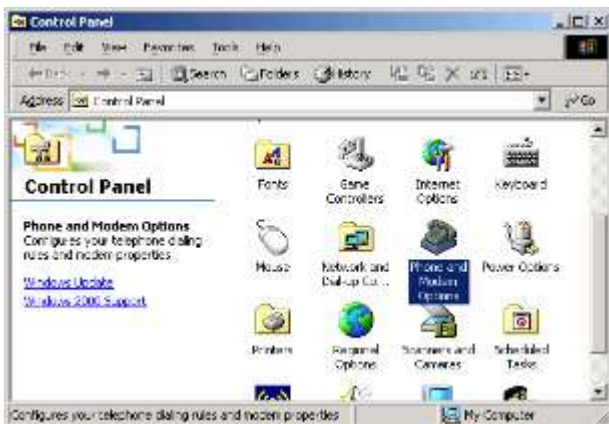 Control Panel
File Edit View Favorites Tools Help
Back Search Folders History
Address Control Panel Go
Control Panel
Phone and Modem Options
Configures your telephone dialing
rules and modem properties
Windows Update
Windows 2000 Support
Fonts
Game
Controllers
Internet
Options
Keyboard
Mouse
Network and
Dial-up Co...
Phone and
Modem
Options
Power Options
Printers
Regional
Options
Scanners and
Cameras
Scheduled
Tasks
Configures your telephone dialing rules and modem properties My Computer